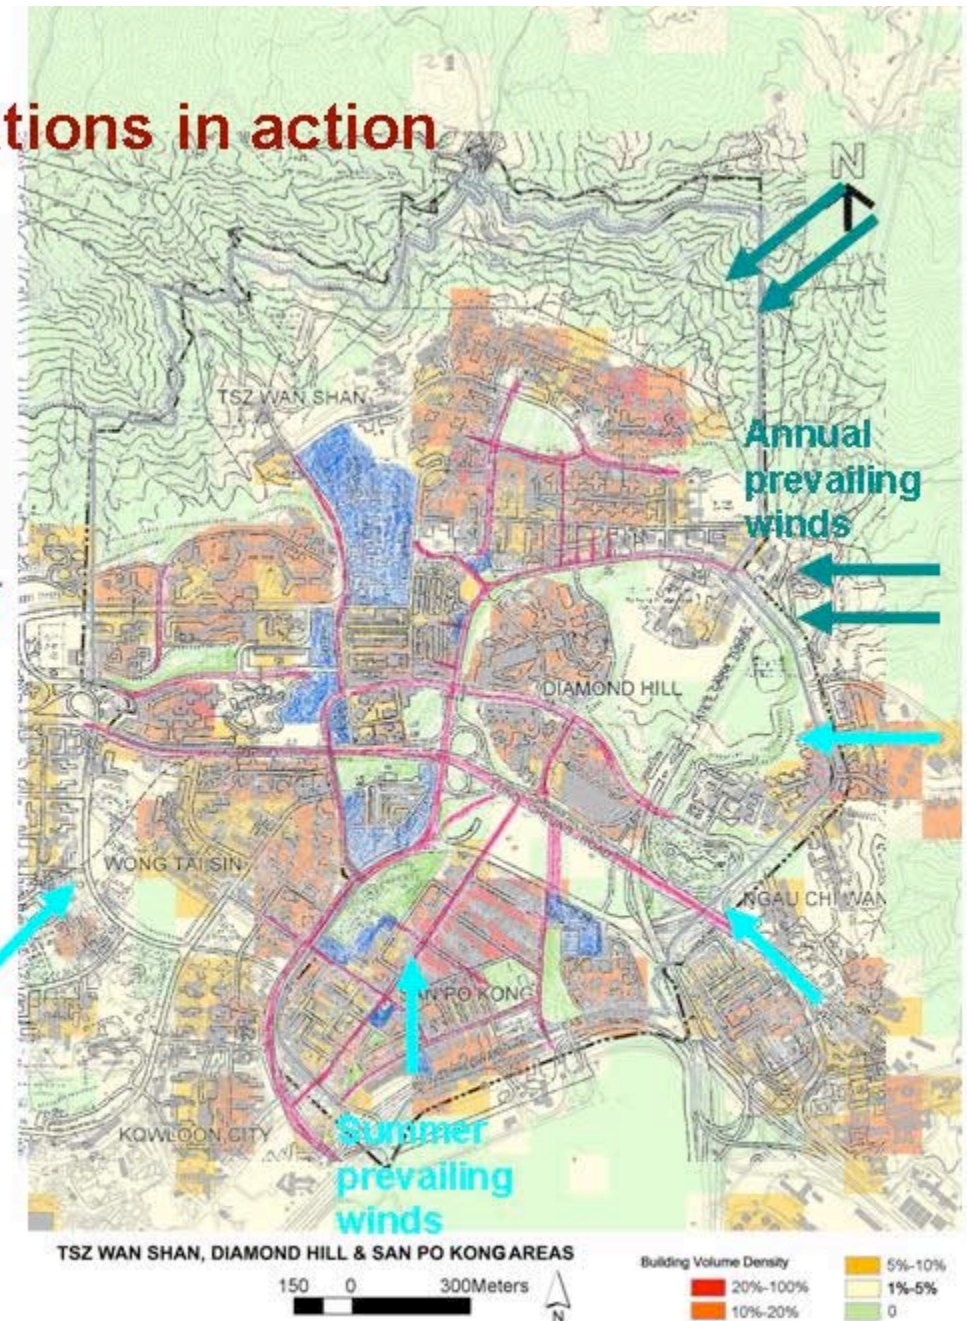 tions in action
N
TSZ WAN SHAN
Annual
prevailing
winds
DIAMOND HILL
WONG TAI SIN
NGAU CHI WAN
SAN PO KONG
KOWLOON CITY
Summer
prevailing
winds
TSZ WAN SHAN, DIAMOND HILL & SAN PO KONG AREAS
150 0 300Meters
N
Building Volume Density
20%-100%
10%-20%
5%-10%
1%-5%
0